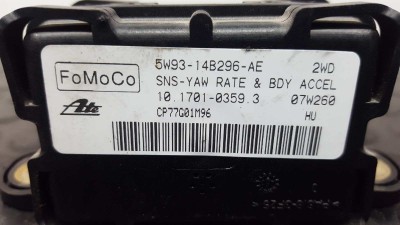 5W93-14B296-AE 2WD
FoMoCo
SNS-YAW RATE & BDY ACCEL
Ate
10.1701-0359.3 07W260
CP77G01M96 HU